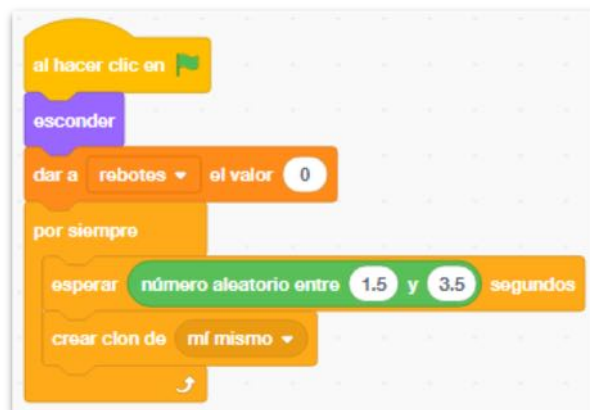 al hacer clic en
esconder
dar a rebotes el valor 0
por siempre
esperar número aleatorio entre 1.5 y 3.5 segundos
crear clon de mí mismo